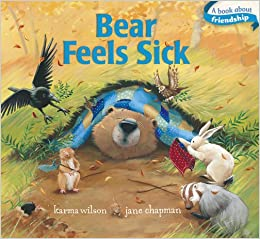 Bear
Feels Sick
A book about
friendship
karma wilson jane chapman